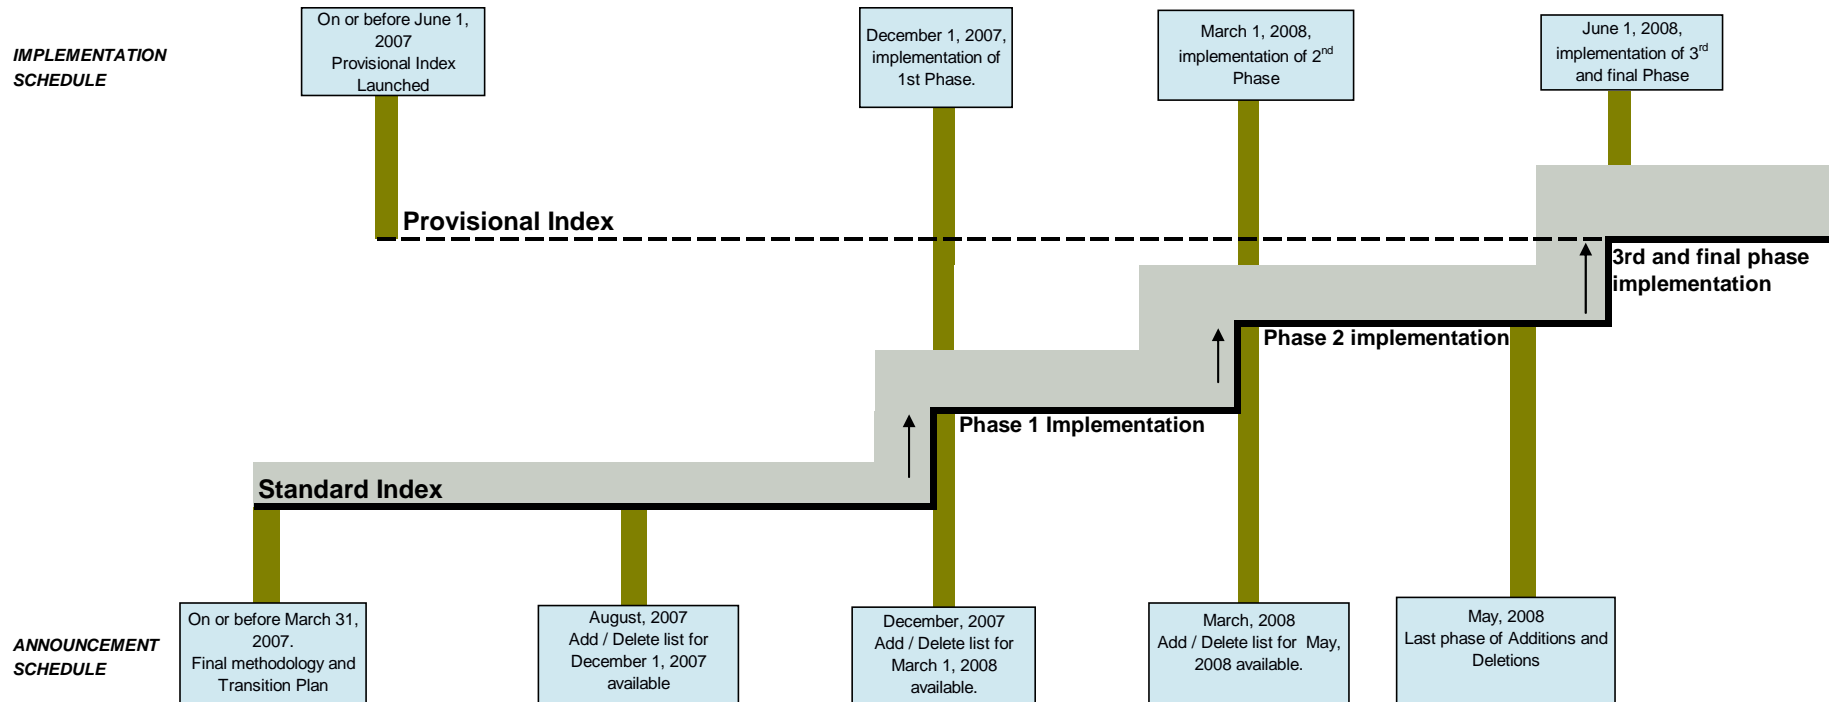 IMPLEMENTATION
SCHEDULE
On or before June 1,
2007
Provisional Index
Launched
December 1, 2007,
implementation of
1st Phase.
March 1, 2008,
implementation of 2nd
Phase
June 1, 2008,
implementation of 3rd
and final Phase
Provisional Index
3rd and final phase
implementation
Phase 2 implementation
Phase 1 Implementation
Standard Index
ANNOUNCEMENT
SCHEDULE
On or before March 31,
2007.
Final methodology and
Transition Plan
August, 2007
Add / Delete list for
December 1, 2007
available
December, 2007
Add / Delete list for
March 1, 2008
available.
March, 2008
Add / Delete list for May,
2008 available.
May, 2008
Last phase of Additions and
Deletions